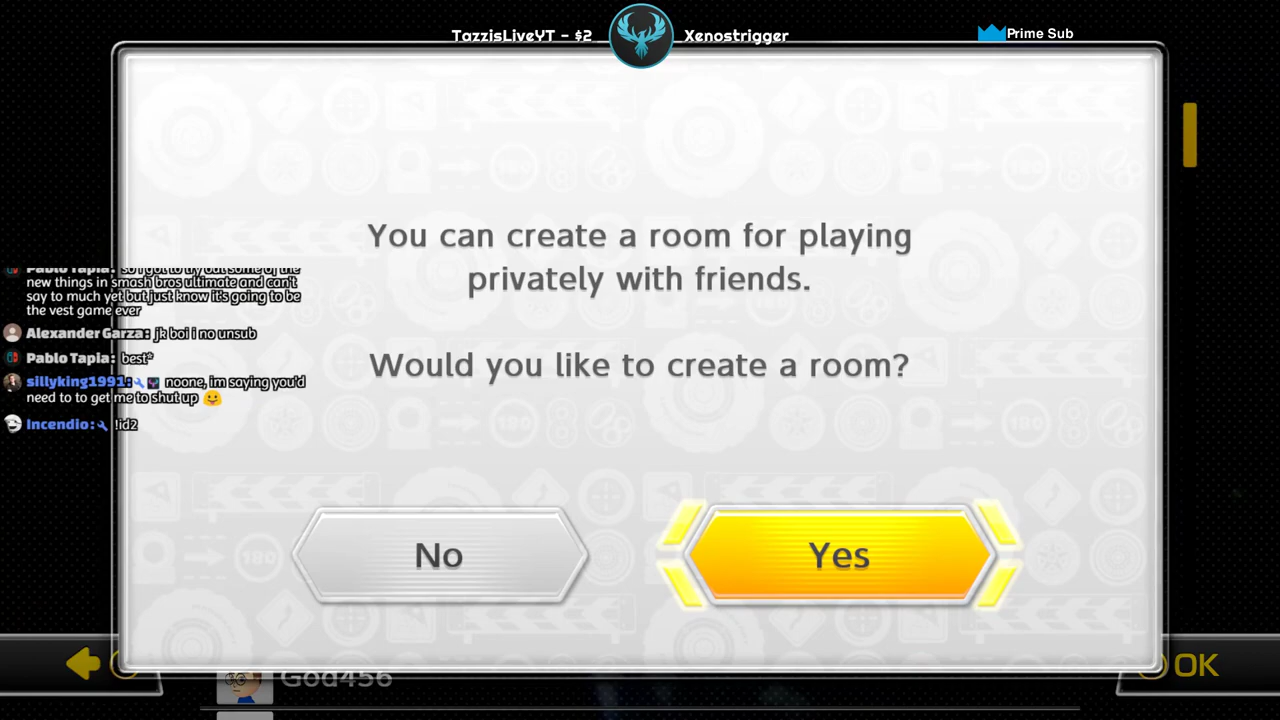 TazzisLiveYT - $2
Xenostrigger
Prime Sub
You can create a room for playing
privately with friends.
Would you like to create a room?
Pablo Tapia: so i got to try out some of the
new things in smash bros ultimate and can't
say to much yet but just know it's going to be
the vest game ever
Alexander Garza: jk boi i no unsub
Pablo Tapia: best*
sillyking1991: noone, im saying you'd
need to to get me to shut up
Incendio: !id2
No
Yes
God456
OK